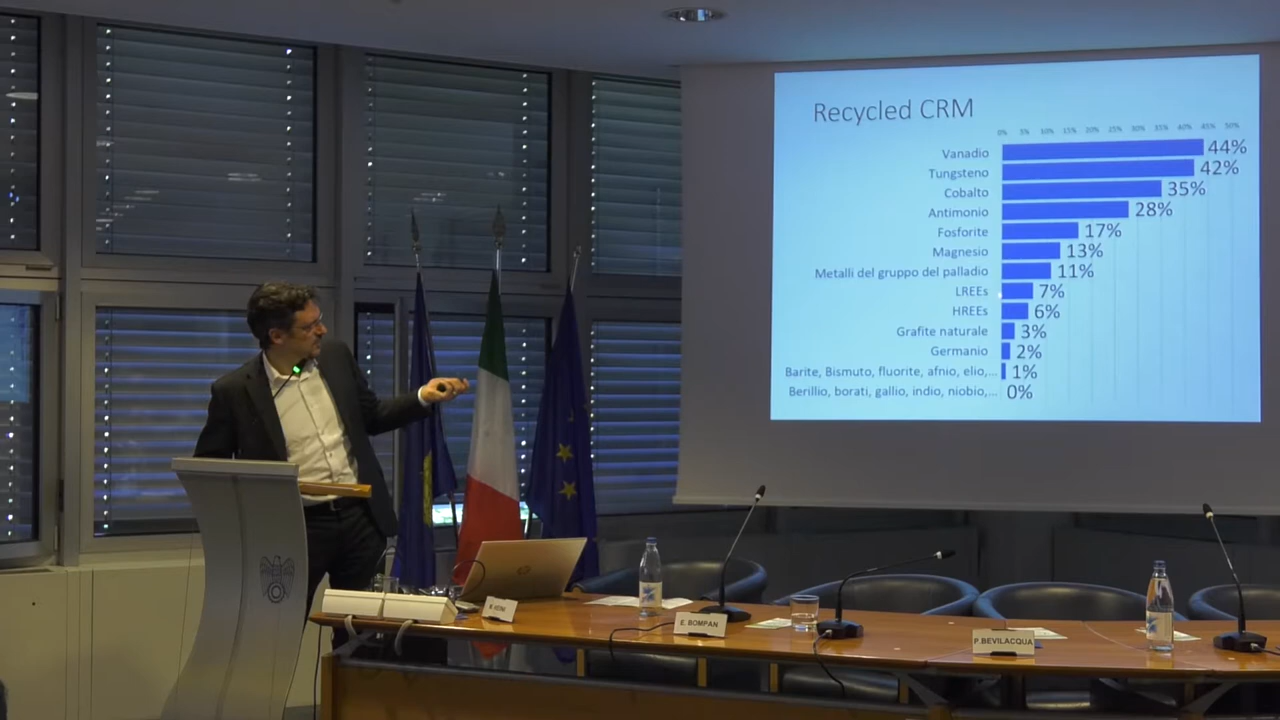 Recycled CRM
0% 5% 10% 15% 20% 25% 30% 35% 40% 45% 50%
Vanadio 44%
Tungsteno 42%
Cobalto 35%
Antimonio 28%
Fosforite 17%
Magnesio 13%
Metalli del gruppo del palladio 11%
LREEs 7%
HREEs 6%
Grafite naturale 3%
Germanio 2%
Barite, Bismuto, fluorite, afnio, elio,... 1%
Berillio, borati, gallio, indio, niobio,... 0%
E. BOMPAN
P. BEVILACQUA